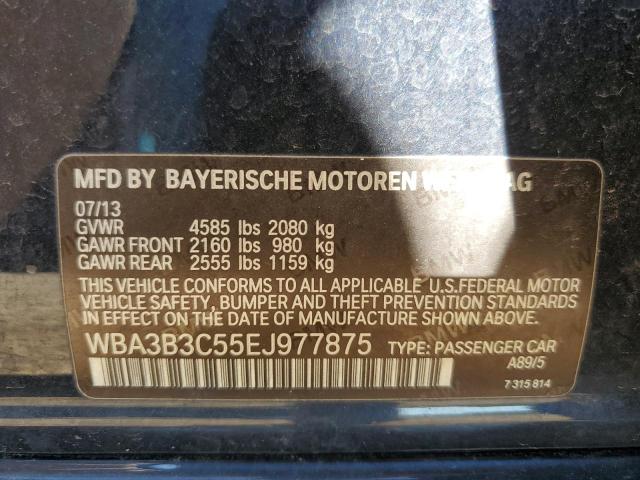 MFD BY BAYERISCHE MOTOREN AG
07/13
GVWR 4585 lbs 2080 kg
GAWR FRONT 2160 lbs 980 kg
GAWR REAR 2555 lbs 1159 kg
THIS VEHICLE CONFORMS TO ALL APPLICABLE U.S.FEDERAL MOTOR
VEHICLE SAFETY, BUMPER AND THEFT PREVENTION STANDARDS
IN EFFECT ON THE DATE OF MANUFACTURE SHOWN ABOVE.
WBA3B3C55EJ977875 TYPE: PASSENGER CAR
A89/5
7 315 814